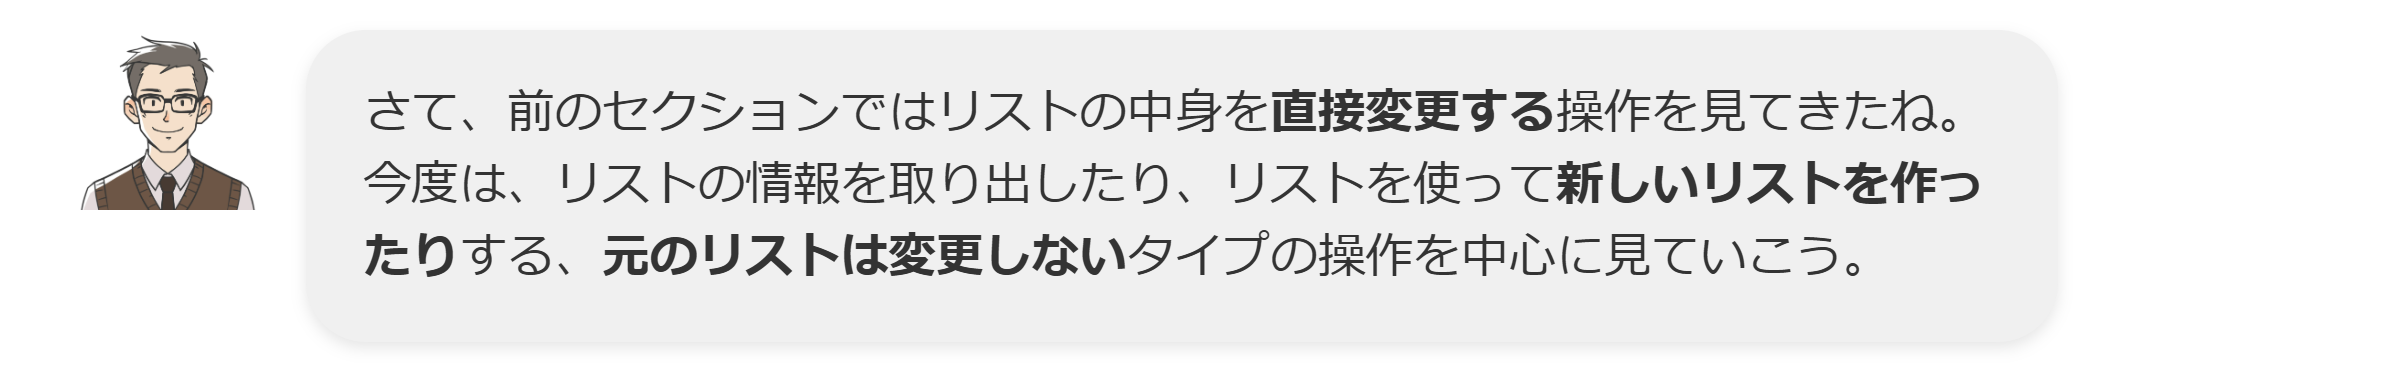 さて、前のセクションではリストの中身を直接変更する操作を見てきたね。
今度は、リストの情報を取り出したり、リストを使って新しいリストを作っ
たりする、元のリストは変更しないタイプの操作を中心に見ていこう。